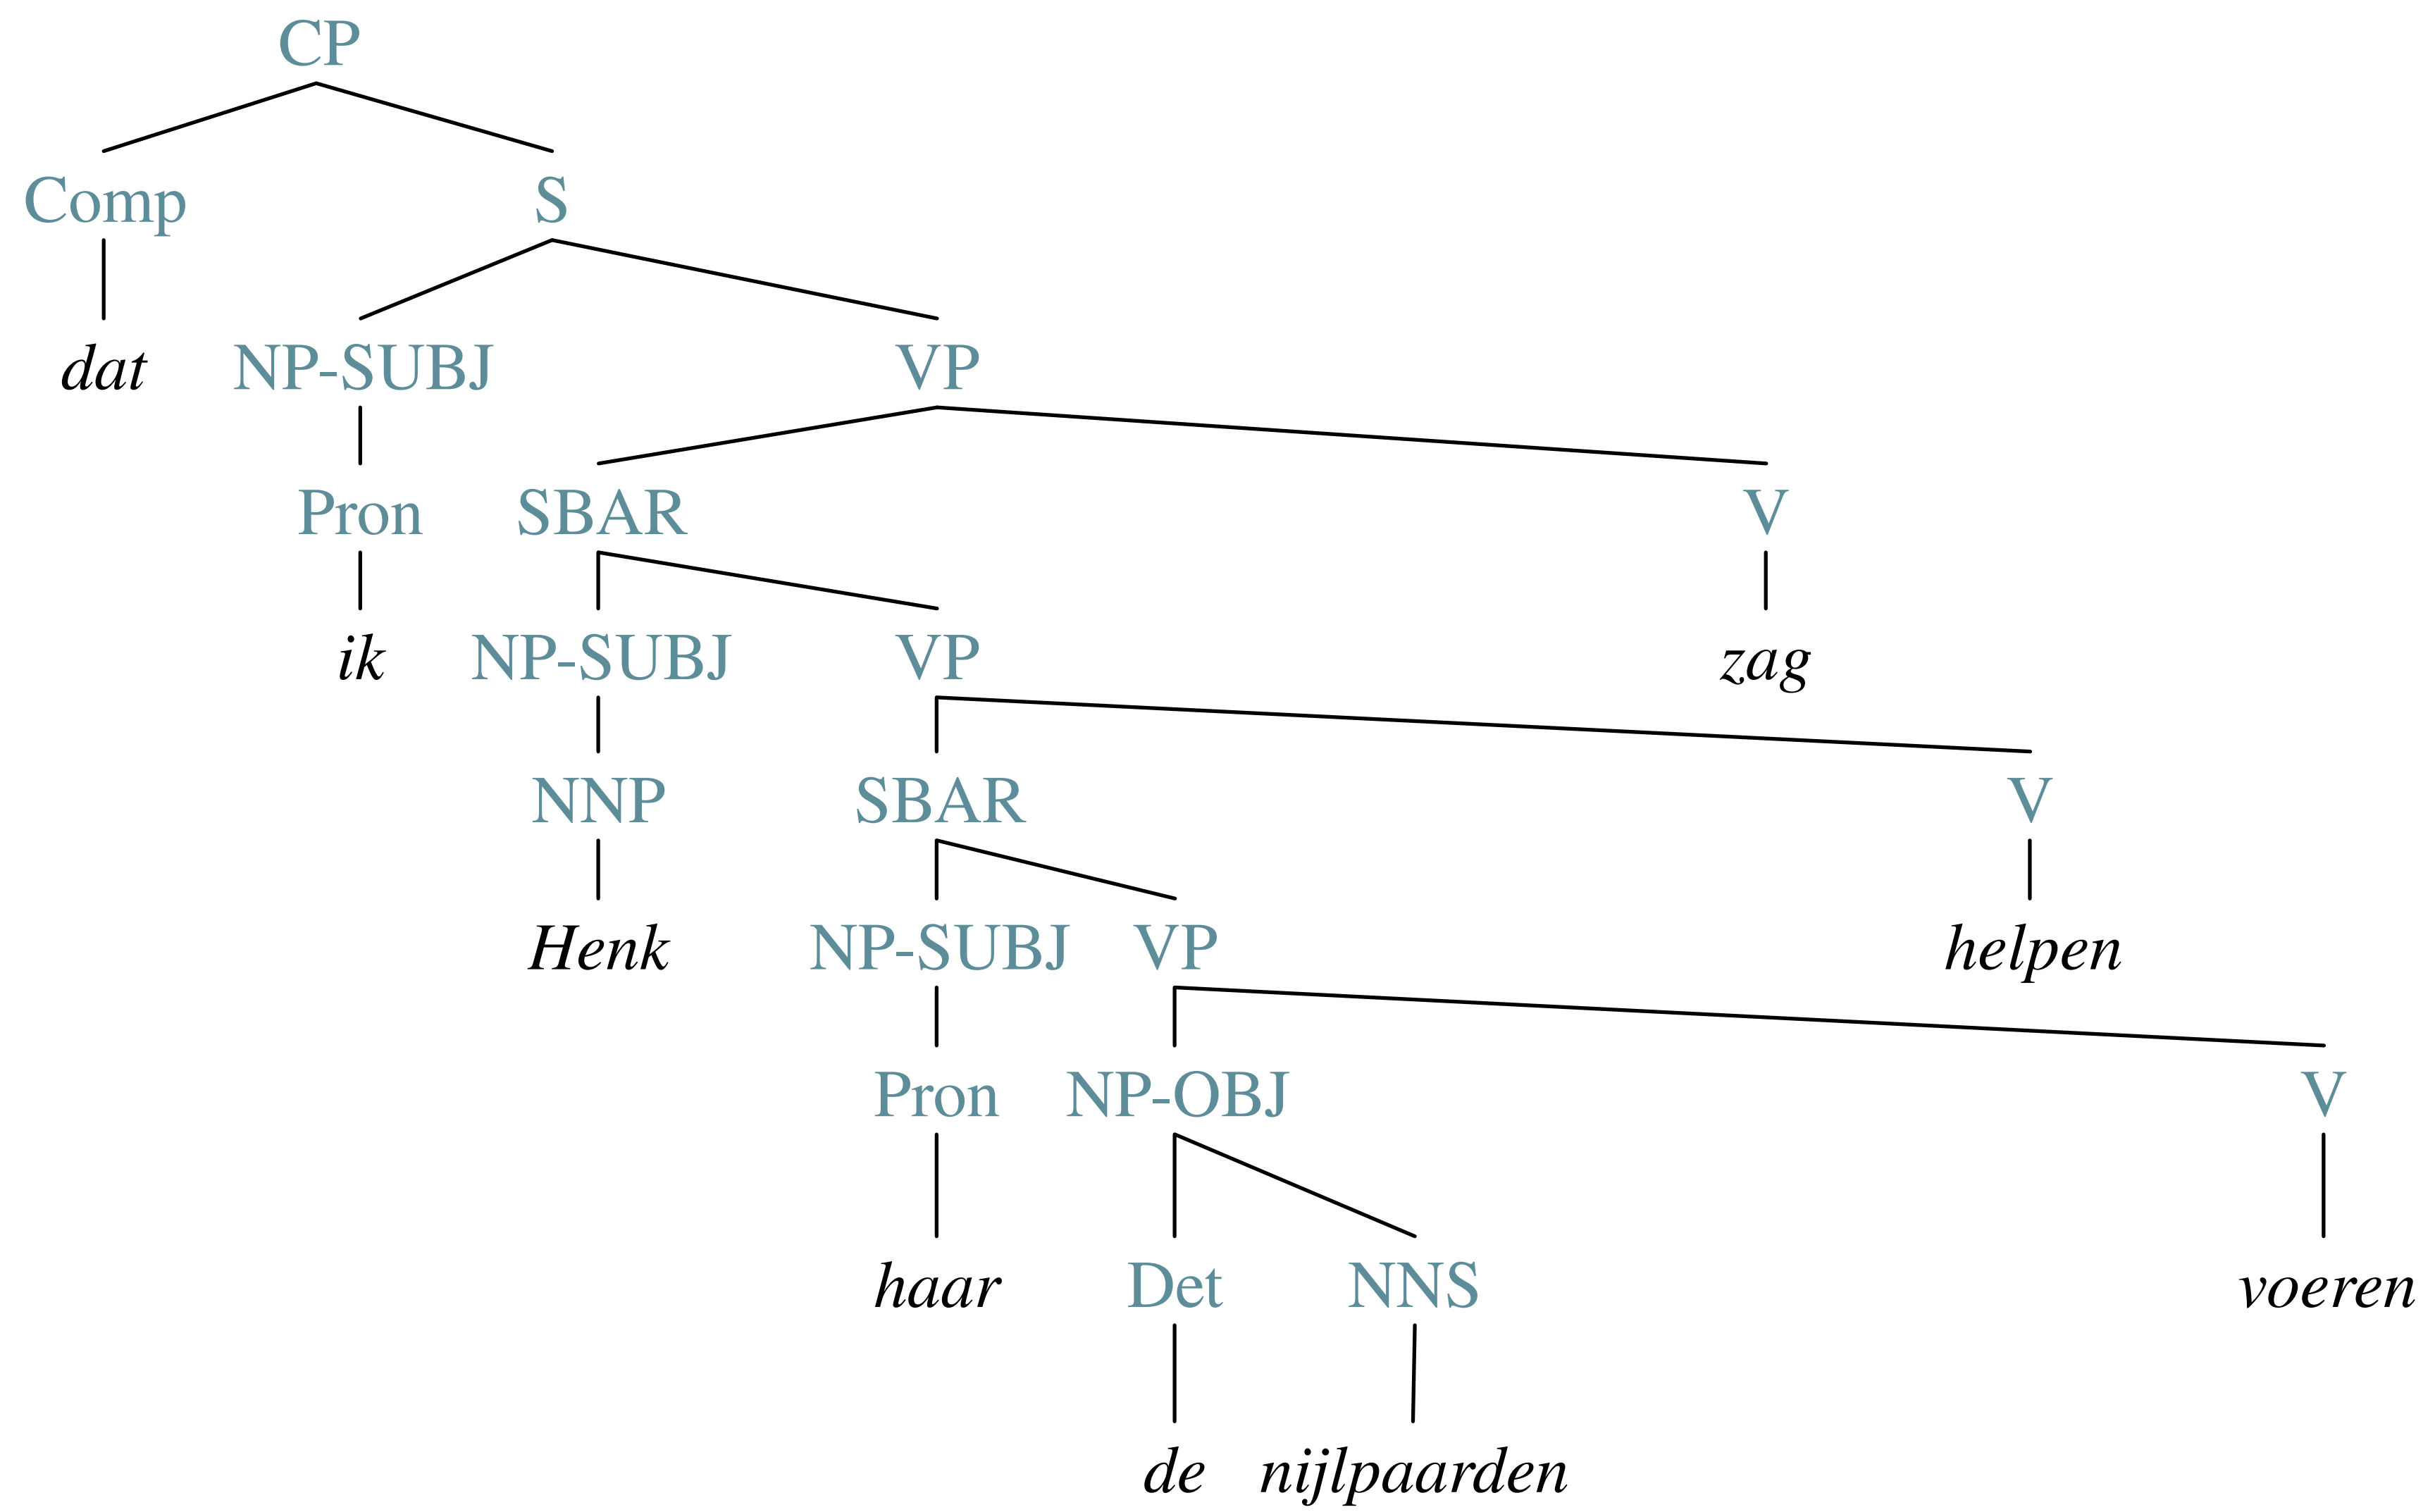 CP
Comp S
dat NP-SUBJ VP
Pron SBAR V
ik NP-SUBJ VP zag
NNP SBAR V
Henk NP-SUBJ VP helpen
Pron NP-OBJ V
haar Det NNS voeren
de nijlpaarden